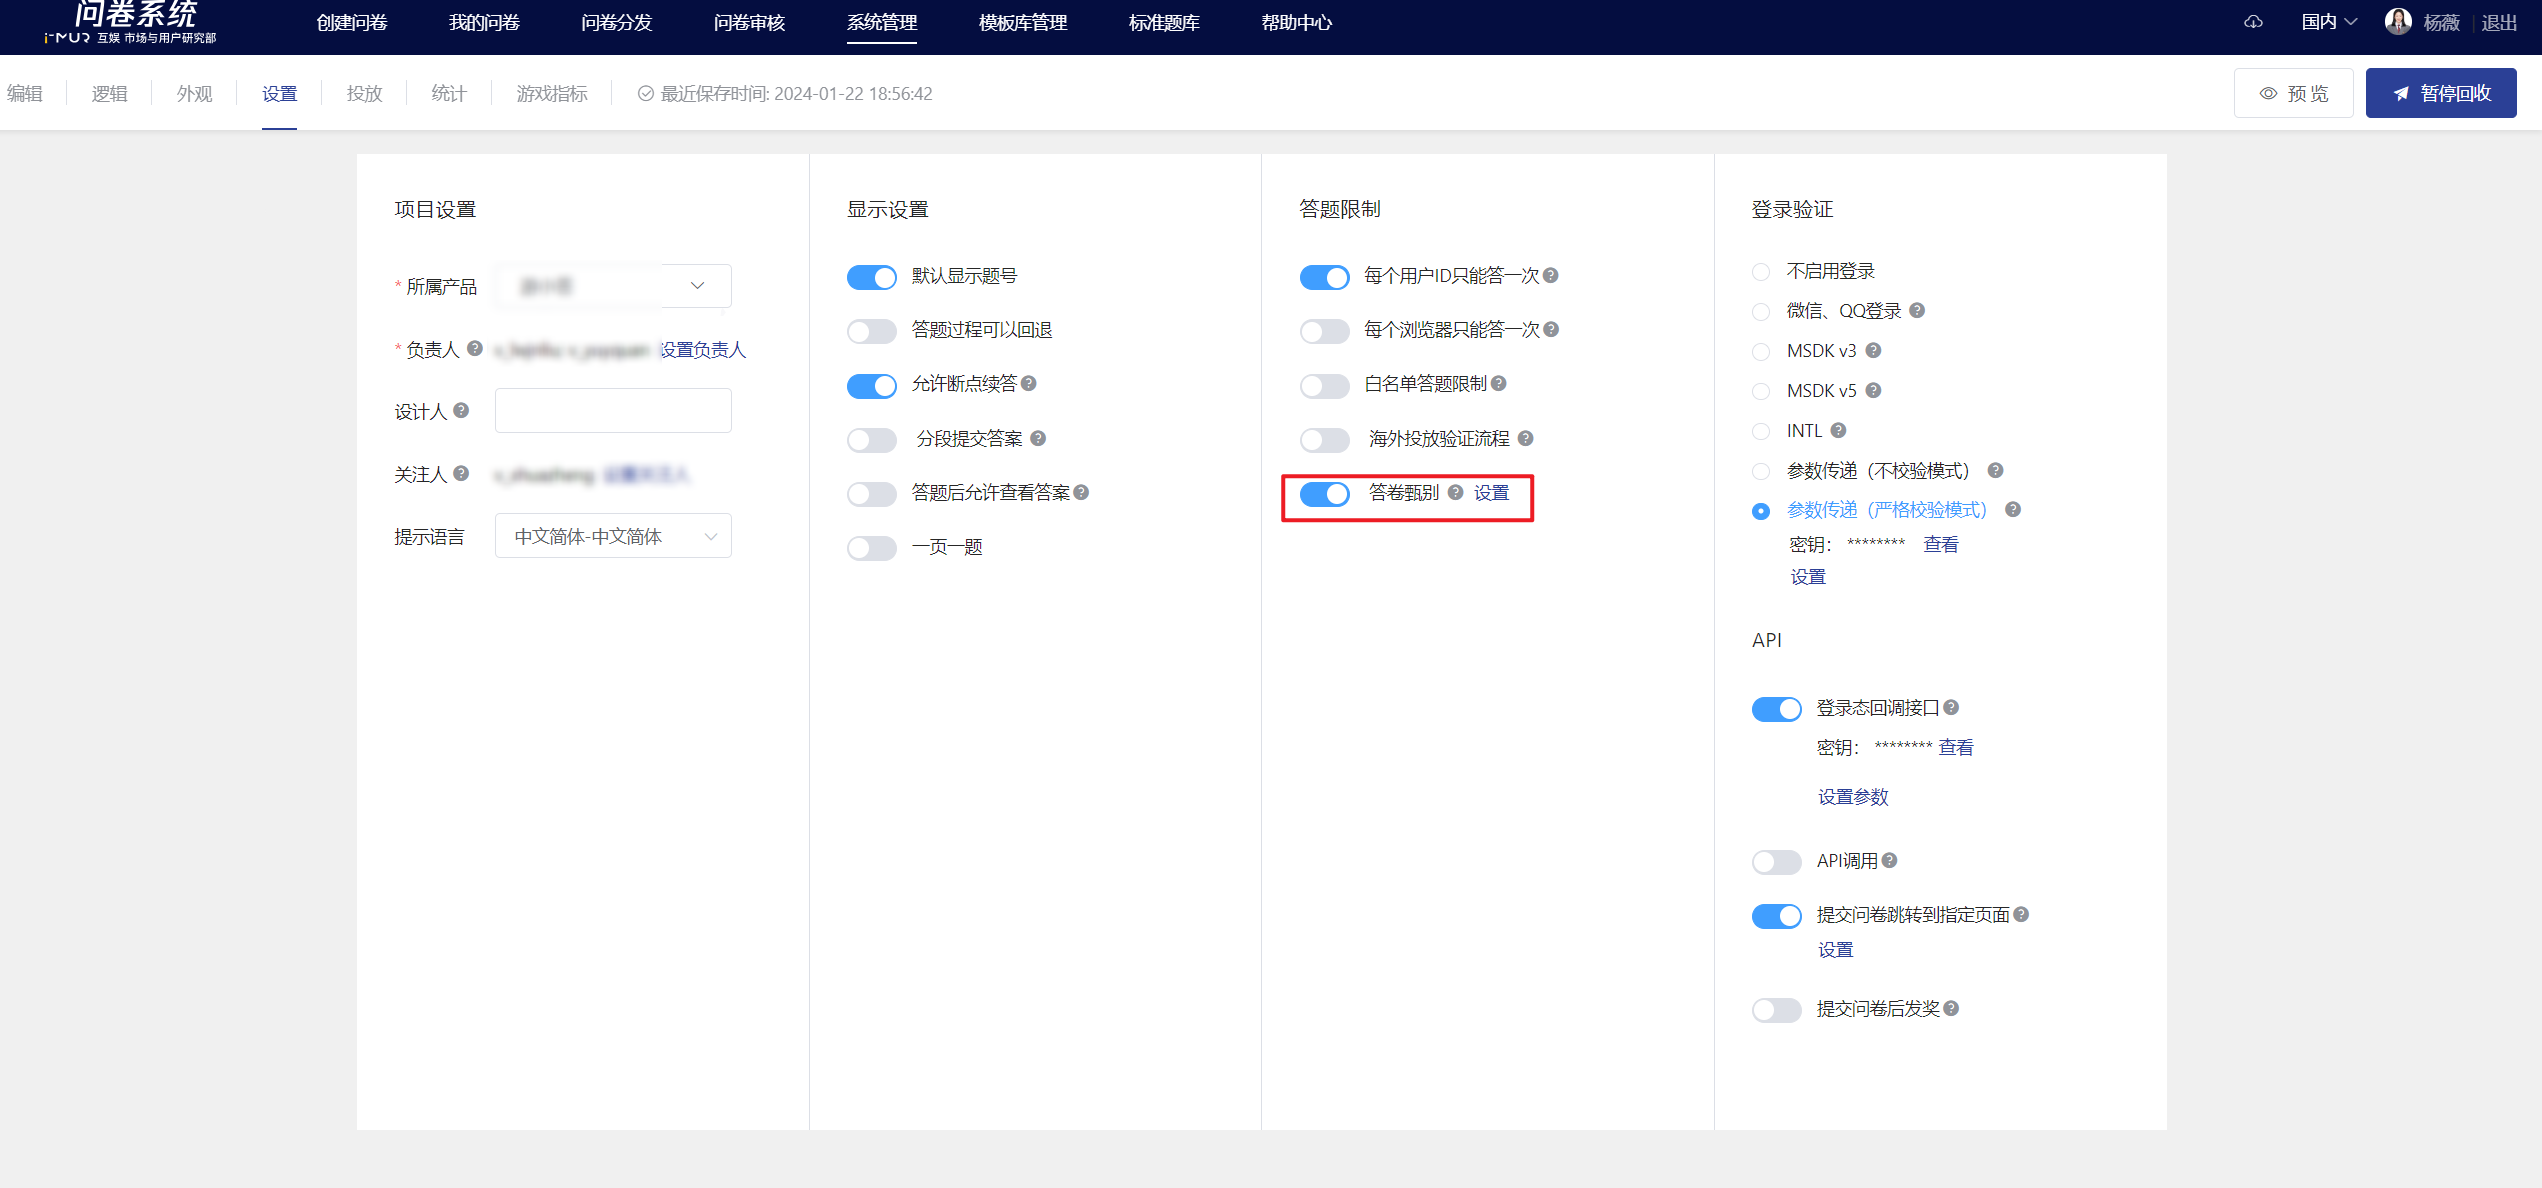 问卷系统
i-MUR 互娱 市场与用户研究部
创建问卷 我的问卷 问卷分发 问卷审核 系统管理 模板库管理 标准题库 帮助中心
国内 杨薇 退出
编辑 逻辑 外观 设置 投放 统计 游戏指标 最近保存时间: 2024-01-22 18:56:42
预 览 暂停回收
项目设置
* 所属产品
* 负责人 设置负责人
设计人
关注人 设置关注人
提示语言 中文简体-中文简体
显示设置
默认显示题号
答题过程可以回退
允许断点续答
分段提交答案
答题后允许查看答案
一页一题
答题限制
每个用户ID只能答一次
每个浏览器只能答一次
白名单答题限制
海外投放验证流程
答卷甄别 设置
登录验证
不启用登录
微信、QQ登录
MSDK v3
MSDK v5
INTL
参数传递（不校验模式）
参数传递（严格校验模式）
密钥： ******** 查看
设置
API
登录态回调接口
密钥： ******** 查看
设置参数
API调用
提交问卷跳转到指定页面
设置
提交问卷后发奖